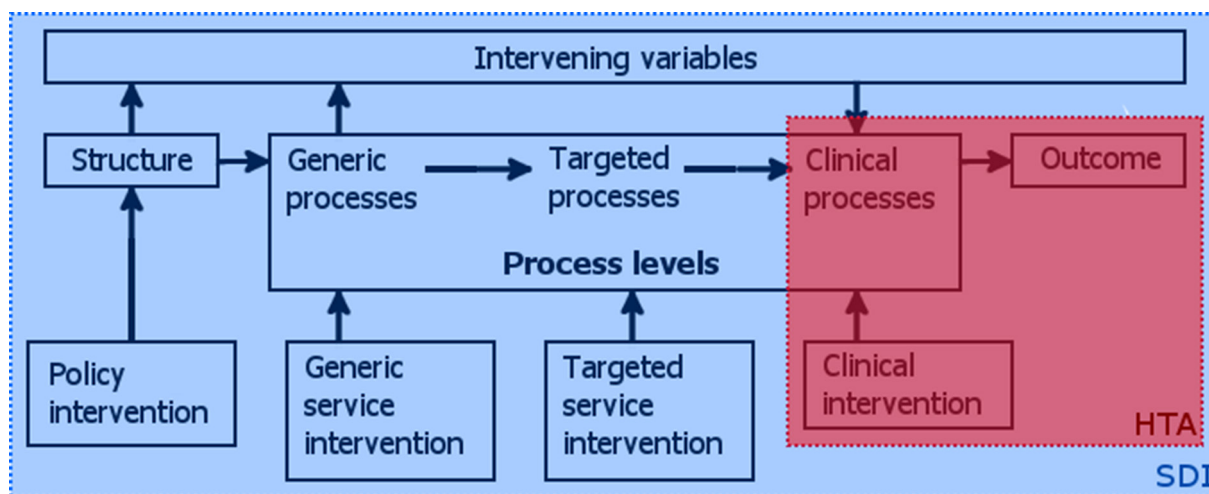 Intervening variables
Structure
Generic
processes
Targeted
processes
Clinical
processes
Outcome
Process levels
Policy
intervention
Generic
service
intervention
Targeted
service
intervention
Clinical
intervention
HTA
SDI